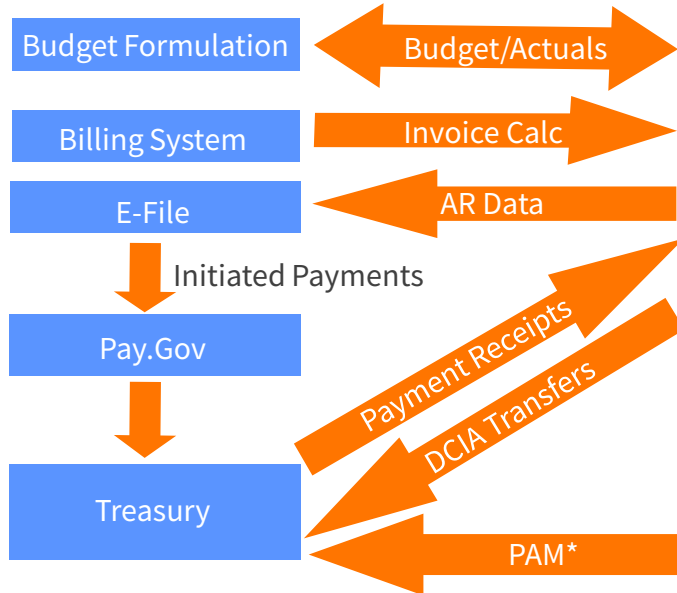 Budget Formulation
Budget/Actuals
Billing System
Invoice Calc
E-File
AR Data
Initiated Payments
Pay.Gov
Payment Receipts
DCIA Transfers
Treasury
PAM*